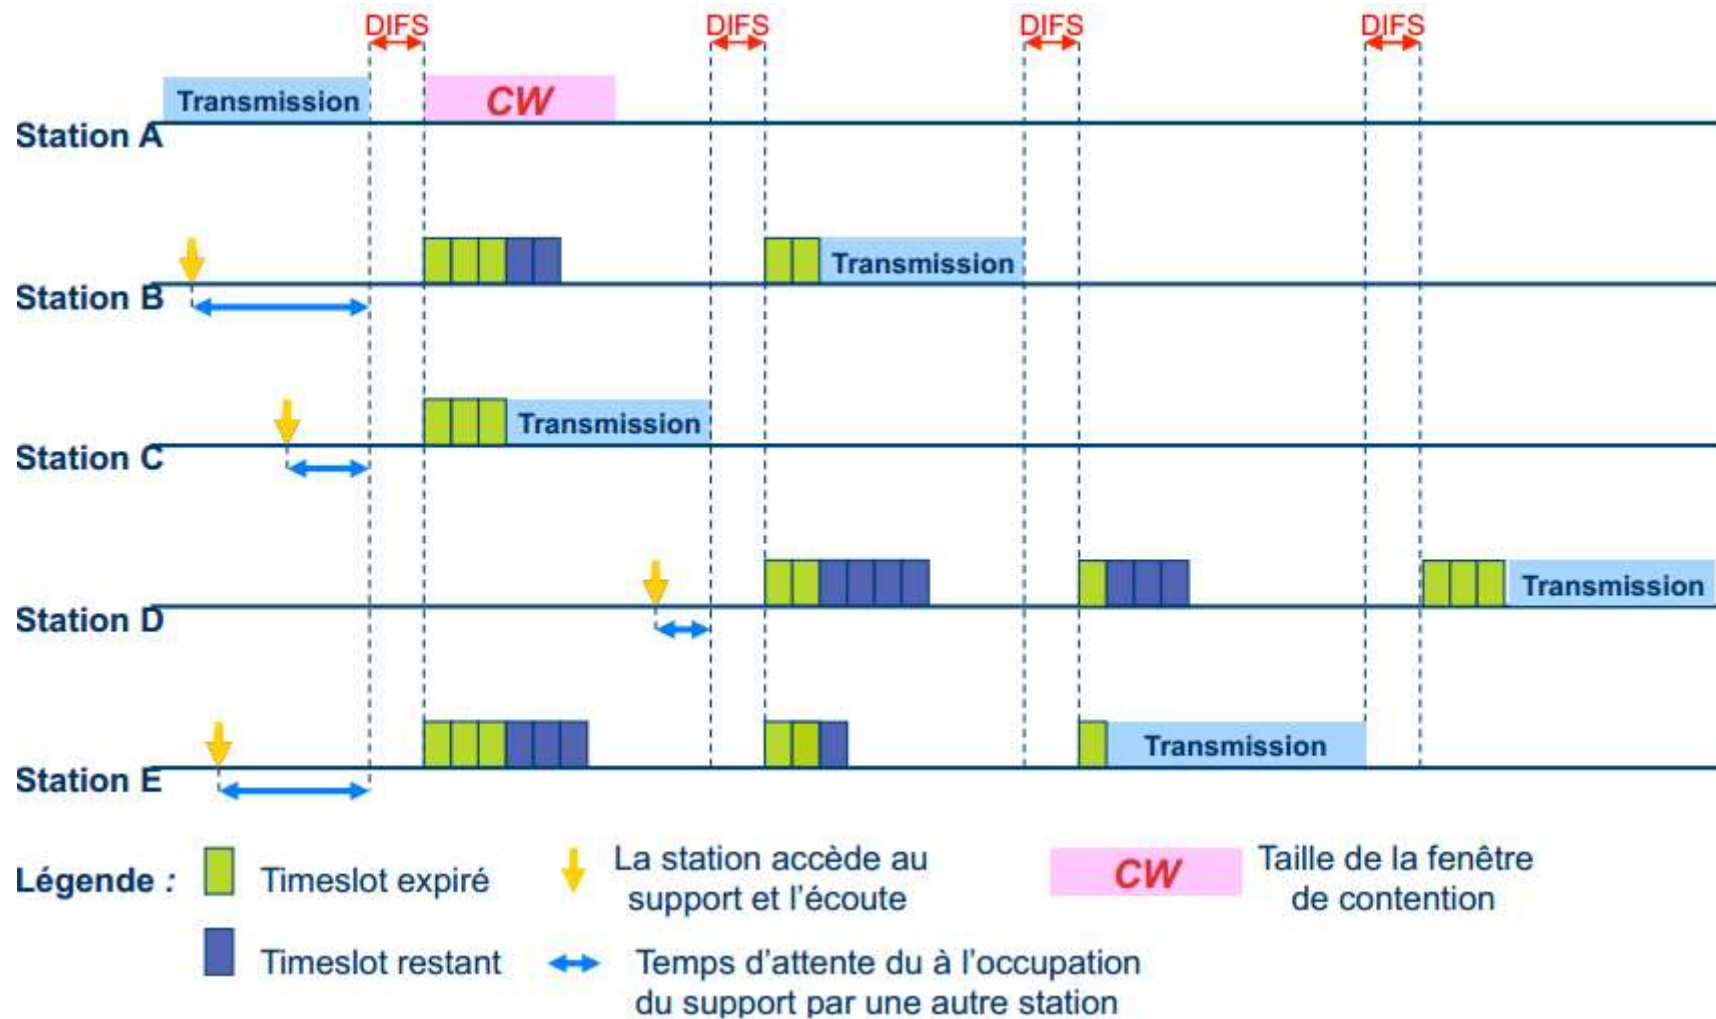 DIFS DIFS DIFS DIFS
Transmission CW
Station A
Transmission
Station B
Transmission
Station C
Transmission
Station D
Transmission
Station E
Légende :
Timeslot expiré
La station accède au
support et l'écoute
CW
Taille de la fenêtre
de contention
Timeslot restant
Temps d'attente du à l'occupation
du support par une autre station